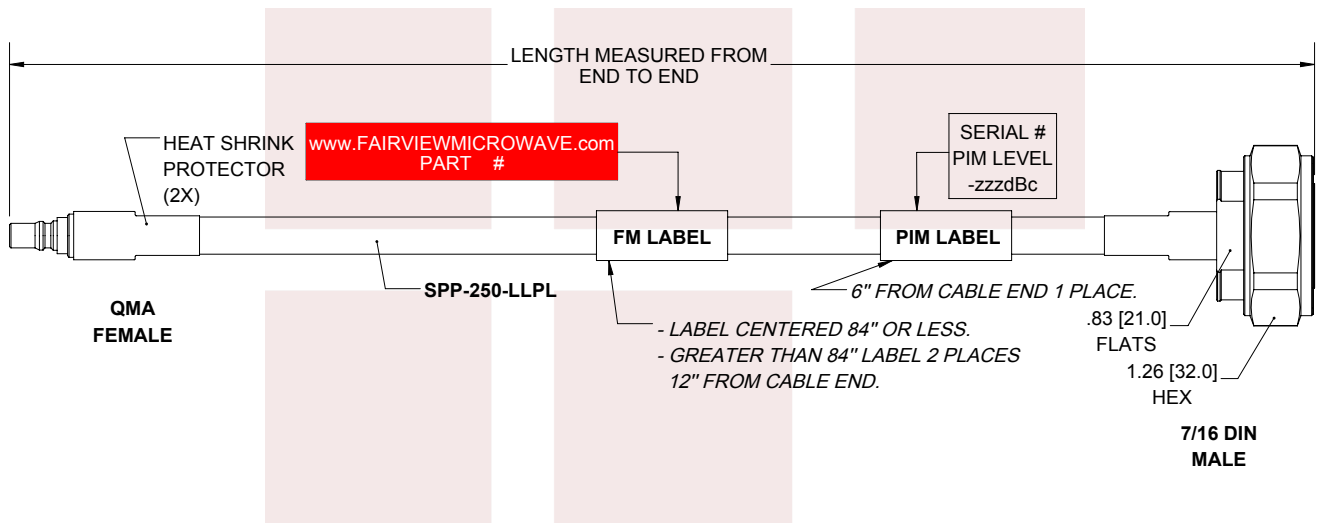 LENGTH MEASURED FROM
END TO END
HEAT SHRINK
PROTECTOR
(2X)
www.FAIRVIEWMICROWAVE.com
PART #
SERIAL #
PIM LEVEL
-zzzdBc
FM LABEL
PIM LABEL
SPP-250-LLPL
QMA
FEMALE
6" FROM CABLE END 1 PLACE.
- LABEL CENTERED 84" OR LESS.
- GREATER THAN 84" LABEL 2 PLACES
12" FROM CABLE END.
.83 [21.0]
FLATS
1.26 [32.0]
HEX
7/16 DIN
MALE